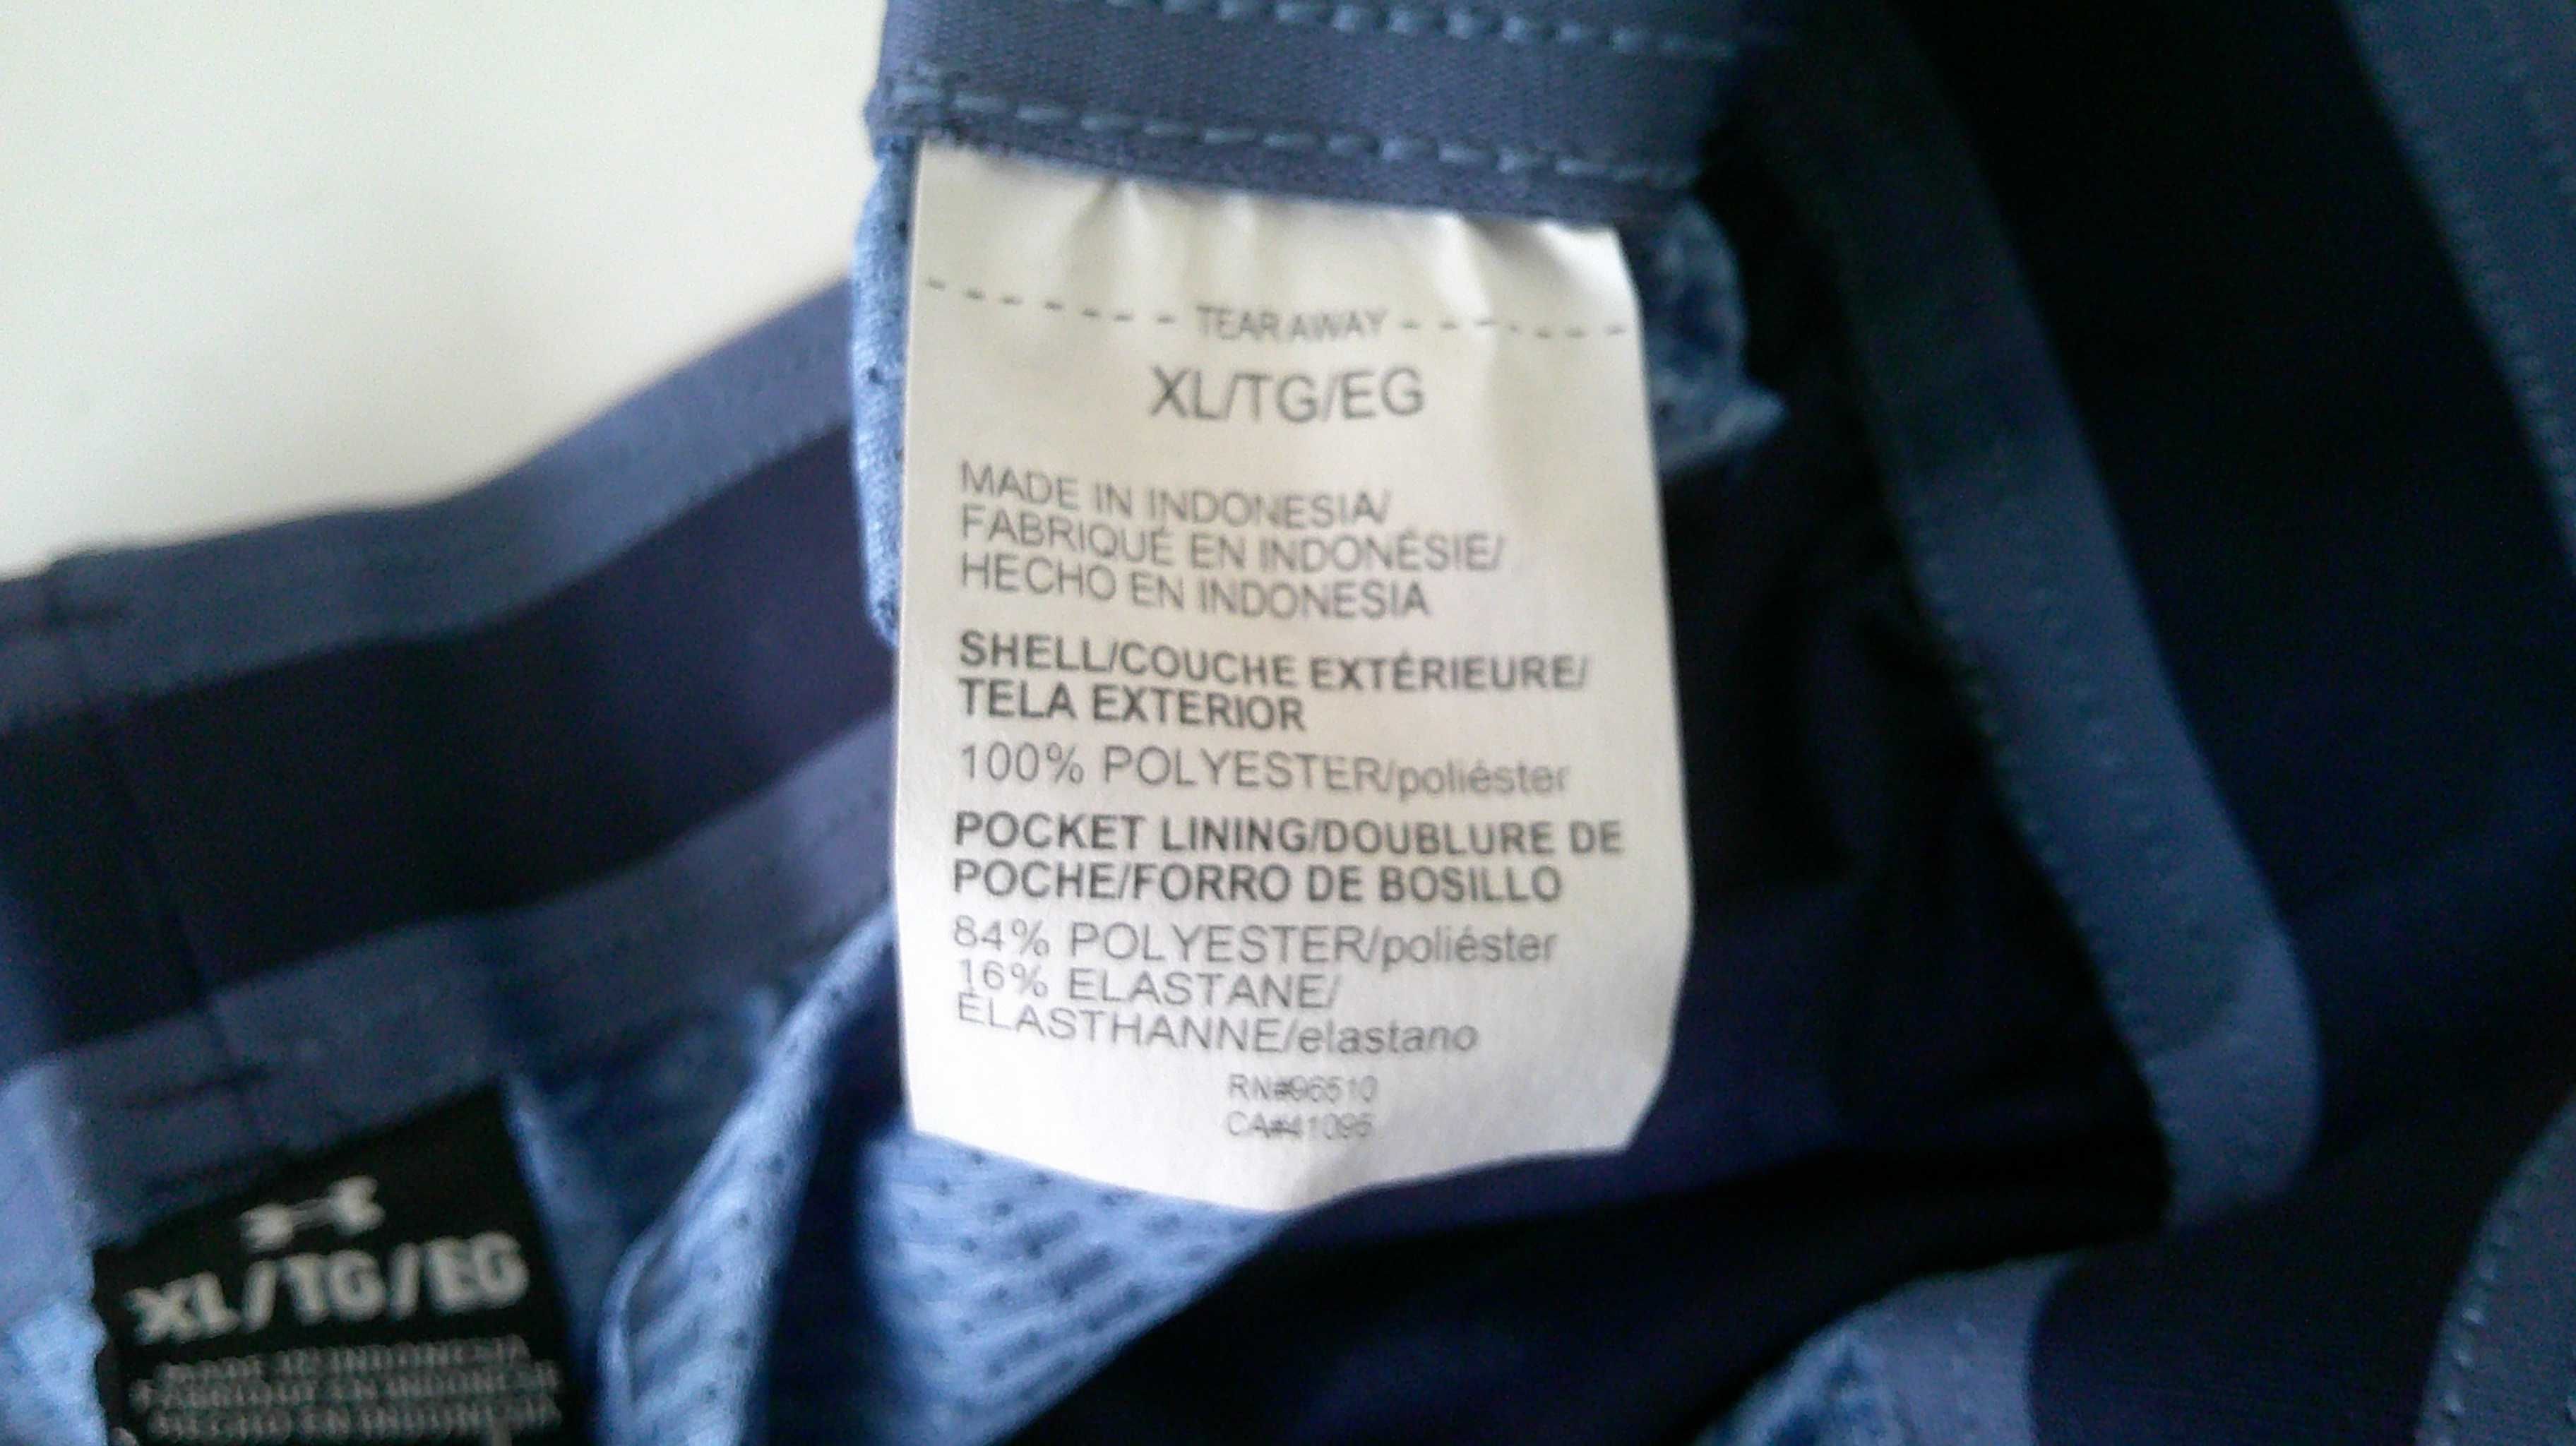 TEAR AWAY
XL/TG/EG
MADE IN INDONESIA/
FABRIQUÉ EN INDONÉSIE/
HECHO EN INDONESIA
SHELL/COUCHE EXTÉRIEURE/
TELA EXTERIOR
100% POLYESTER/poliéster
POCKET LINING/DOUBLURE DE
POCHE/FORRO DE BOSILLO
84% POLYESTER/poliéster
16% ELASTANE/
ÉLASTHANNE/elastano
RN#96510
CA#41095
XL/TG/EG
MADE IN INDONESIA
FABRIQUÉ EN INDONÉSIE
HECHO EN INDONESIA